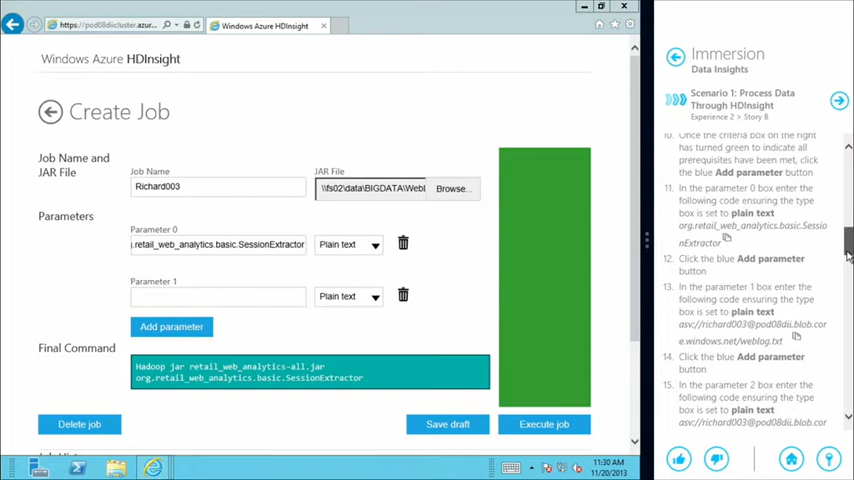 https://pod08diicluster.azur...
Windows Azure HDInsight
Windows Azure HDInsight
Create Job
Job Name and
JAR File
Job Name
Richard003
JAR File
\\fs02\data\BIGDATA\WebL
Browse...
Parameters
Parameter 0
g.retail_web_analytics.basic.SessionExtractor
Plain text
Parameter 1
Plain text
Add parameter
Final Command
Hadoop jar retail_web_analytics-all.jar
org.retail_web_analytics.basic.SessionExtractor
Delete job
Save draft
Execute job
11:30 AM
11/20/2013
Immersion
Data Insights
Scenario 1: Process Data
Through HDInsight
Experience 2 > Story B
10. Once the criteria box on the right
has turned green to indicate all
prerequisites have been met, click
the blue Add parameter button
11. In the parameter 0 box enter the
following code ensuring the type
box is set to plain text
org.retail_web_analytics.basic.Sessio
nExtractor
12. Click the blue Add parameter
button
13. In the parameter 1 box enter the
following code ensuring the type
box is set to plain text
asv://richard003@pod08dii.blob.cor
e.windows.net/weblog.txt
14. Click the blue Add parameter
button
15. In the parameter 2 box enter the
following code ensuring the type
box is set to plain text
asv://richard003@pod08dii.blob.cor